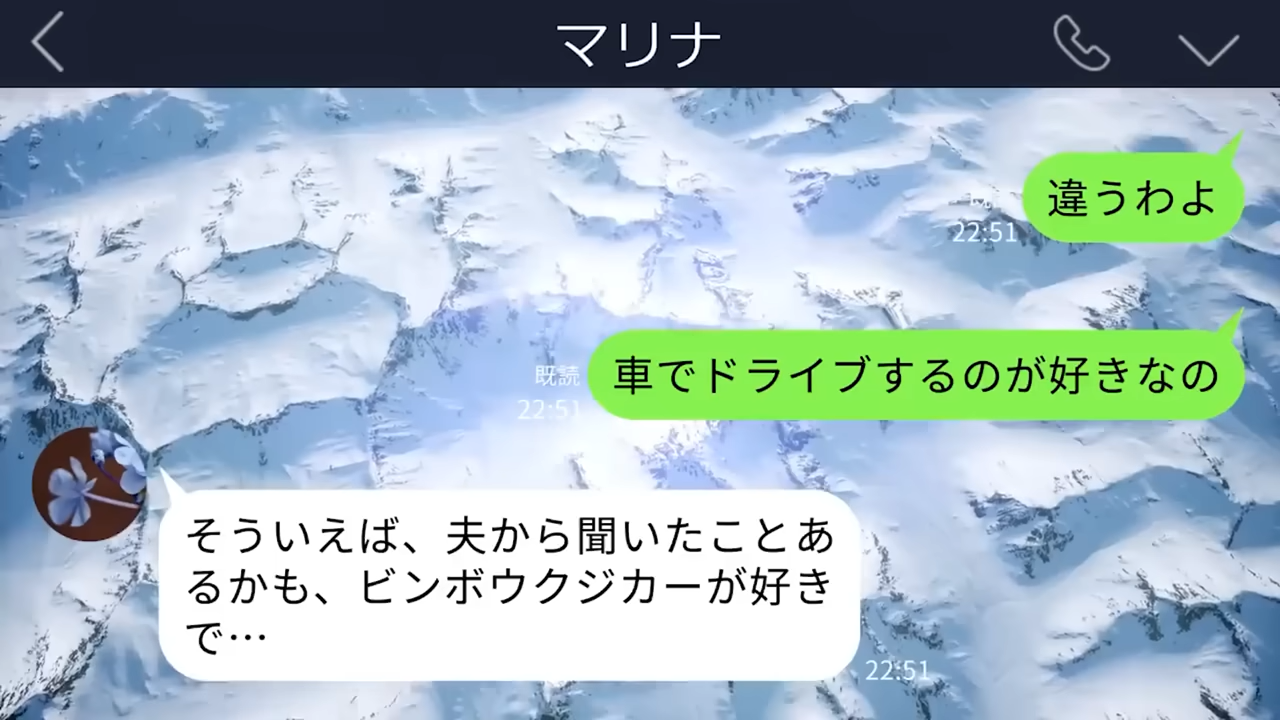 マリナ
違うわよ
22:51
車でドライブするのが好きなの
既読
22:51
そういえば、夫から聞いたことあ
るかも、ビンボウクジカーが好き
で…
22:51